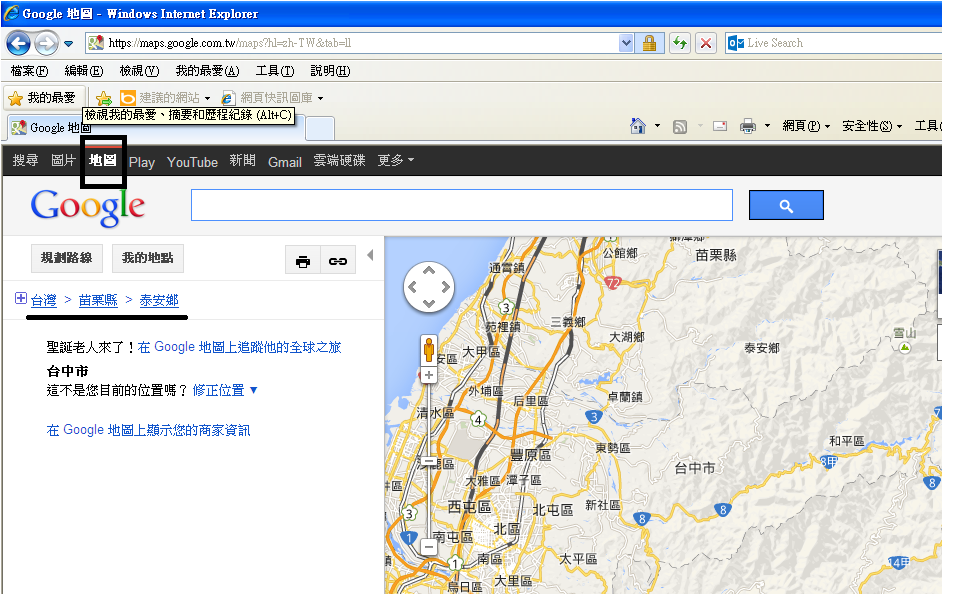 Google 地圖 - Windows Internet Explorer
https://maps.google.com.tw/maps?hl=zh-TW&tab=ll
Live Search
檔案(F) 編輯(E) 檢視(V) 我的最愛(A) 工具(T) 說明(H)
我的最愛 建議的網站 網頁快訊圖庫
檢視我的最愛、摘要和歷程紀錄 (Alt+C)
Google 地圖
網頁(P) 安全性(S) 工具(
搜尋 圖片 地圖 Play YouTube 新聞 Gmail 雲端硬碟 更多
Google
規劃路線 我的地點
台灣 > 苗栗縣 > 泰安鄉
聖誕老人來了！在 Google 地圖上追蹤他的全球之旅
台中市
這不是您目前的位置嗎？ 修正位置
在 Google 地圖上顯示您的商家資訊
公館鄉
苗栗縣
通霄鎮
72
3
苑裡鎮
三義鄉
大湖鄉
泰安鄉
雪山
安區
大甲區
外埔區
后里區
卓蘭鎮
清水區
4
3
7
豐原區
東勢區
和平區
台中市
8甲
大雅區
潭子區
8
3
西屯區
北屯區
新社區
8
8
1
南屯區
北區
南區
太平區
1
14甲
烏日區
大里區